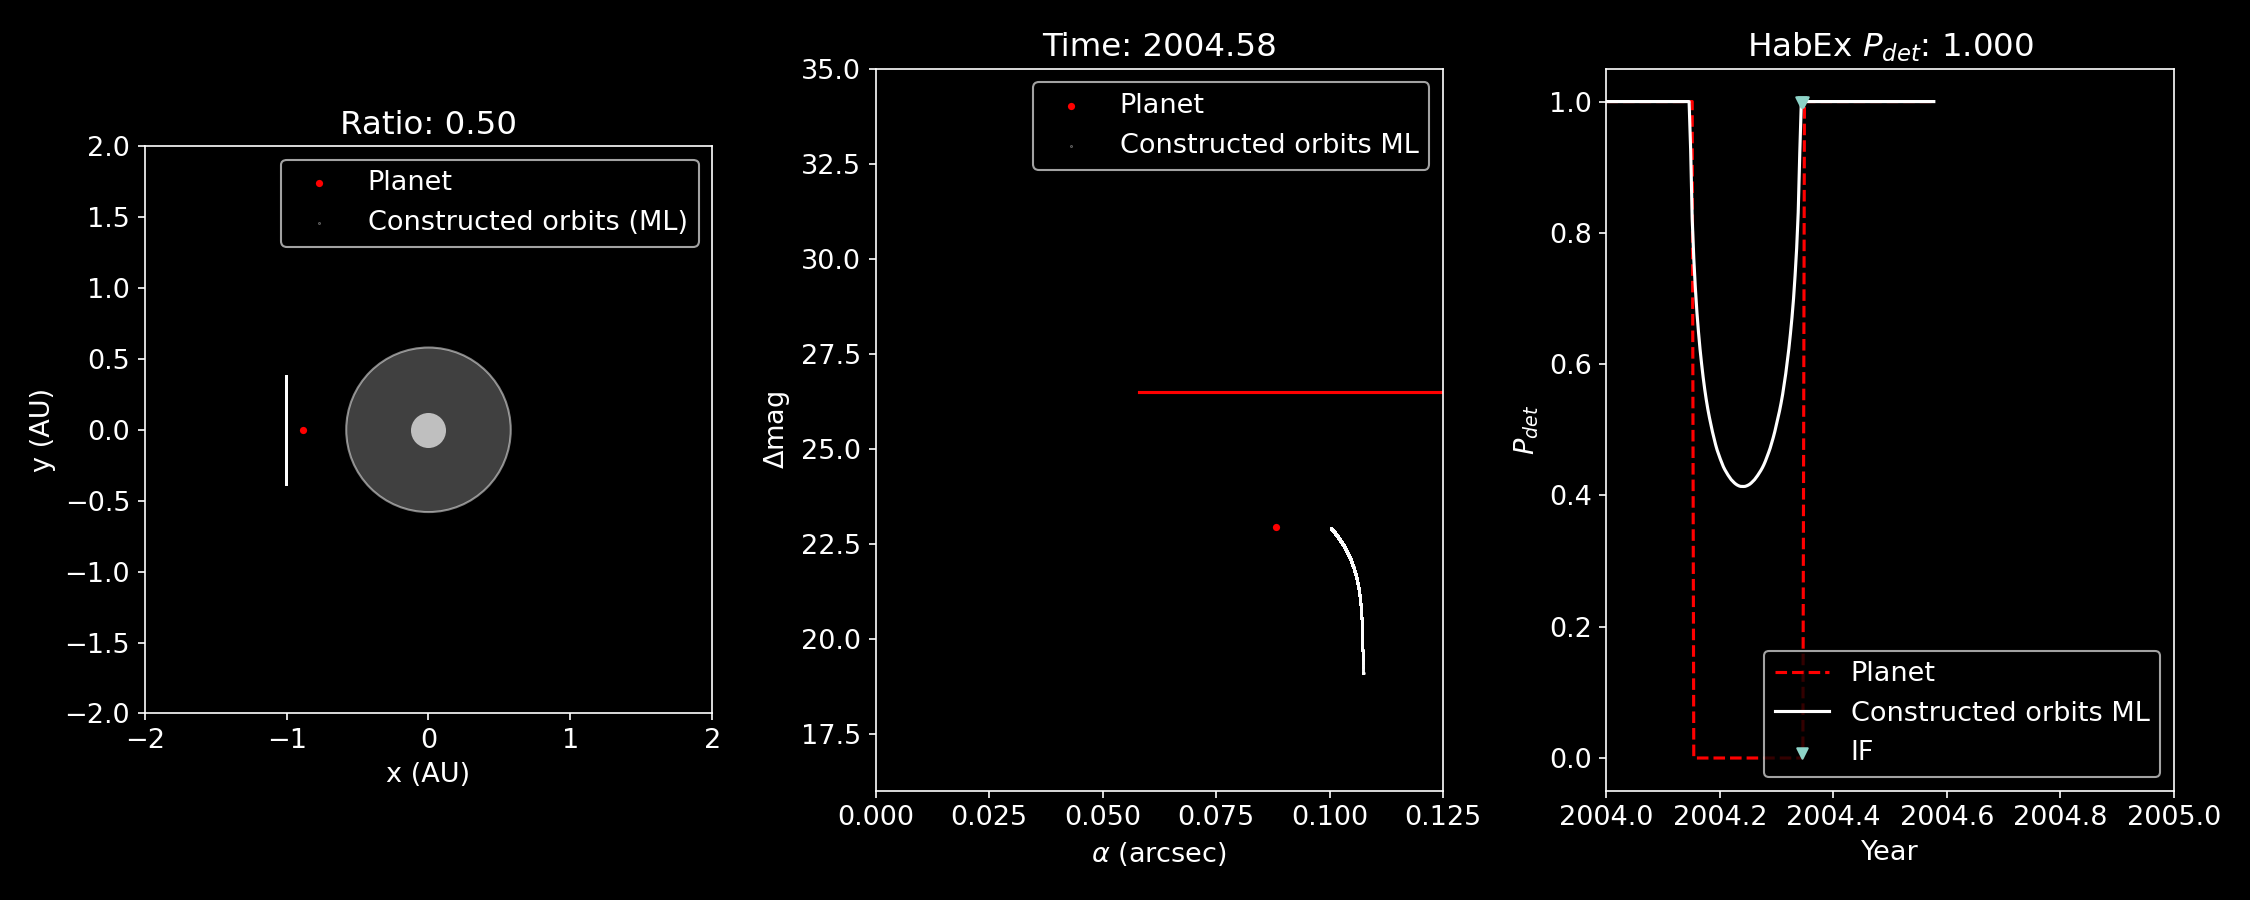 Ratio: 0.50
2.0
1.5
1.0
0.5
0.0
−0.5
−1.0
−1.5
−2.0
y (AU)
Planet
Constructed orbits (ML)
−2
−1
0
1
2
x (AU)
Time: 2004.58
35.0
32.5
30.0
27.5
25.0
22.5
20.0
17.5
Δmag
Planet
Constructed orbits ML
0.000
0.025
0.050
0.075
0.100
0.125
α (arcsec)
HabEx P_det: 1.000
1.0
0.8
0.6
0.4
0.2
0.0
P_det
Planet
Constructed orbits ML
IF
2004.0
2004.2
2004.4
2004.6
2004.8
2005.0
Year